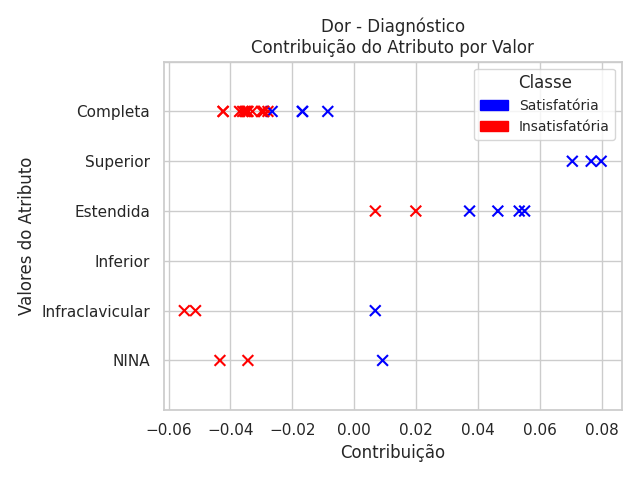 Dor - Diagnóstico
Contribuição do Atributo por Valor
Classe
Satisfatória
Insatisfatória
Valores do Atributo
Completa
Superior
Estendida
Inferior
Infraclavicular
NINA
−0.06 −0.04 −0.02 0.00 0.02 0.04 0.06 0.08
Contribuição